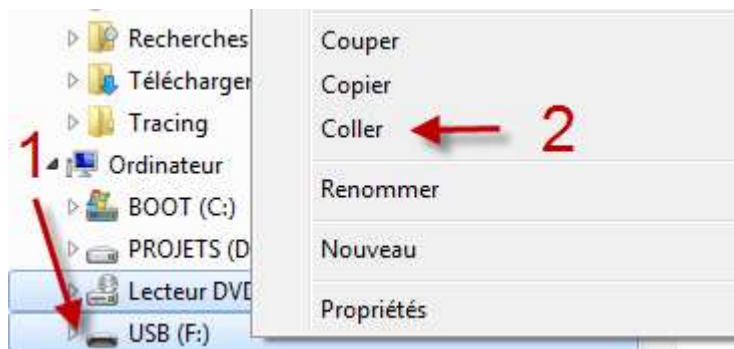 Recherches
Télécharger
Tracing
1
Ordinateur
BOOT (C:)
PROJETS (D
Lecteur DVD
USB (F:)
Couper
Copier
Coller
2
Renommer
Nouveau
Propriétés